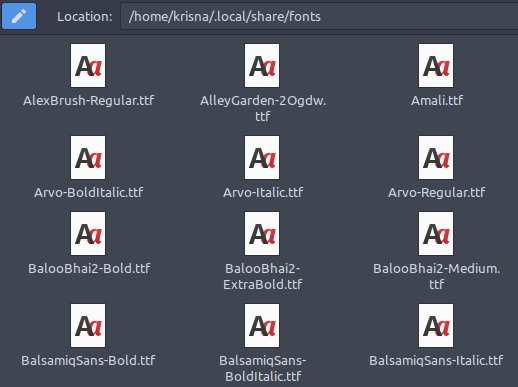 Location: /home/krisna/.local/share/fonts
Aa Aa Aa
AlexBrush-Regular.ttf AlleyGarden-2Ogdw. Amali.ttf
ttf
Aa Aa Aa
Arvo-BoldItalic.ttf Arvo-Italic.ttf Arvo-Regular.ttf
Aa Aa Aa
BalooBhai2-Bold.ttf BalooBhai2- BalooBhai2-Medium.
ExtraBold.ttf ttf
Aa Aa Aa
BalsamiqSans-Bold.ttf BalsamiqSans- BalsamiqSans-Italic.ttf
BoldItalic.ttf